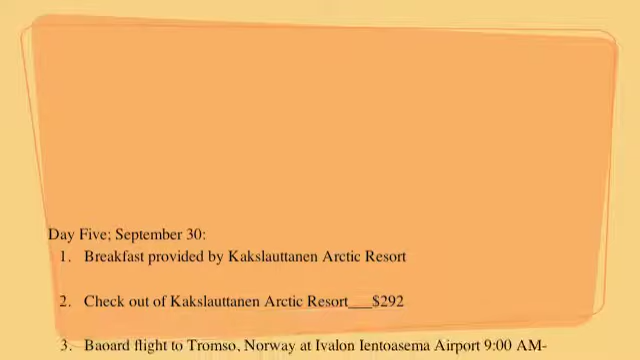 Day Five; September 30:
1. Breakfast provided by Kakslauttanen Arctic Resort
2. Check out of Kakslauttanen Arctic Resort___$292
3. Baoard flight to Tromso, Norway at Ivalon Ientoasema Airport 9:00 AM-